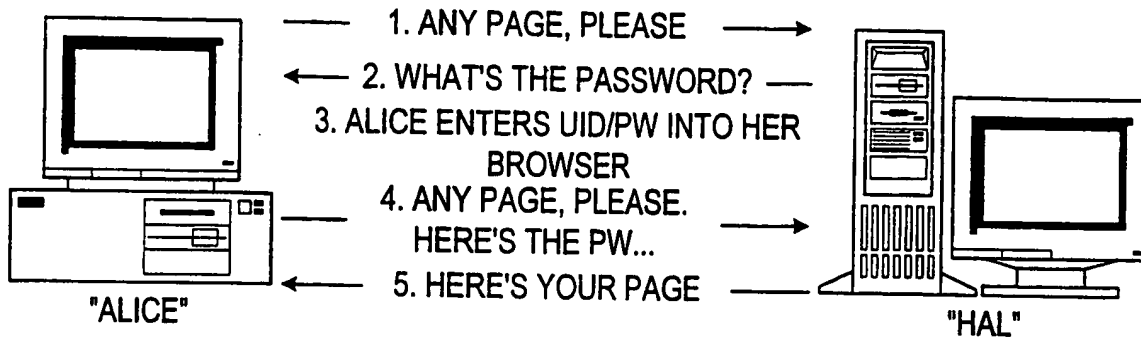 1. ANY PAGE, PLEASE
2. WHAT'S THE PASSWORD?
3. ALICE ENTERS UID/PW INTO HER
BROWSER
4. ANY PAGE, PLEASE.
HERE'S THE PW...
5. HERE'S YOUR PAGE
"ALICE"
"HAL"